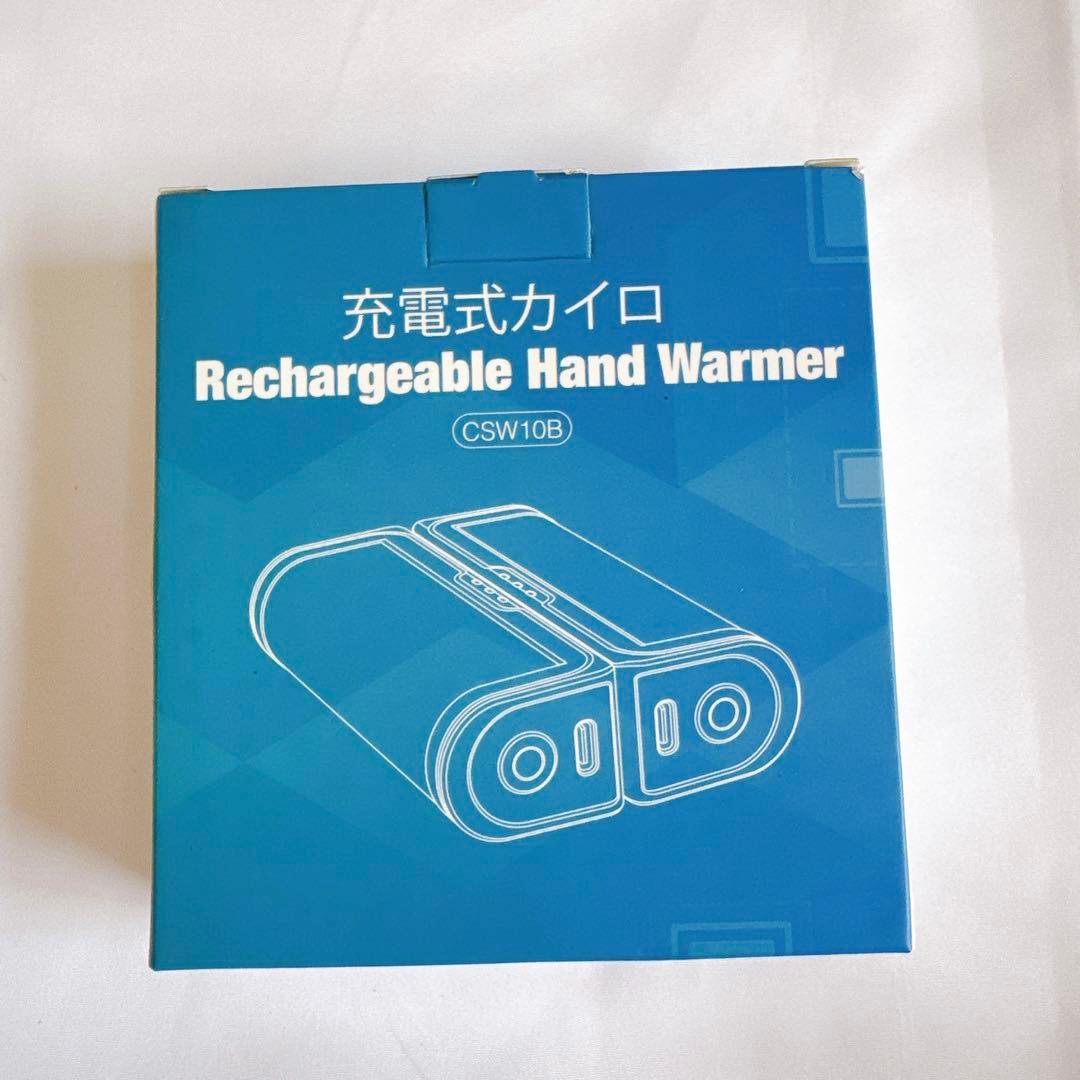 充電式カイロ
Rechargeable Hand Warmer
CSW10B